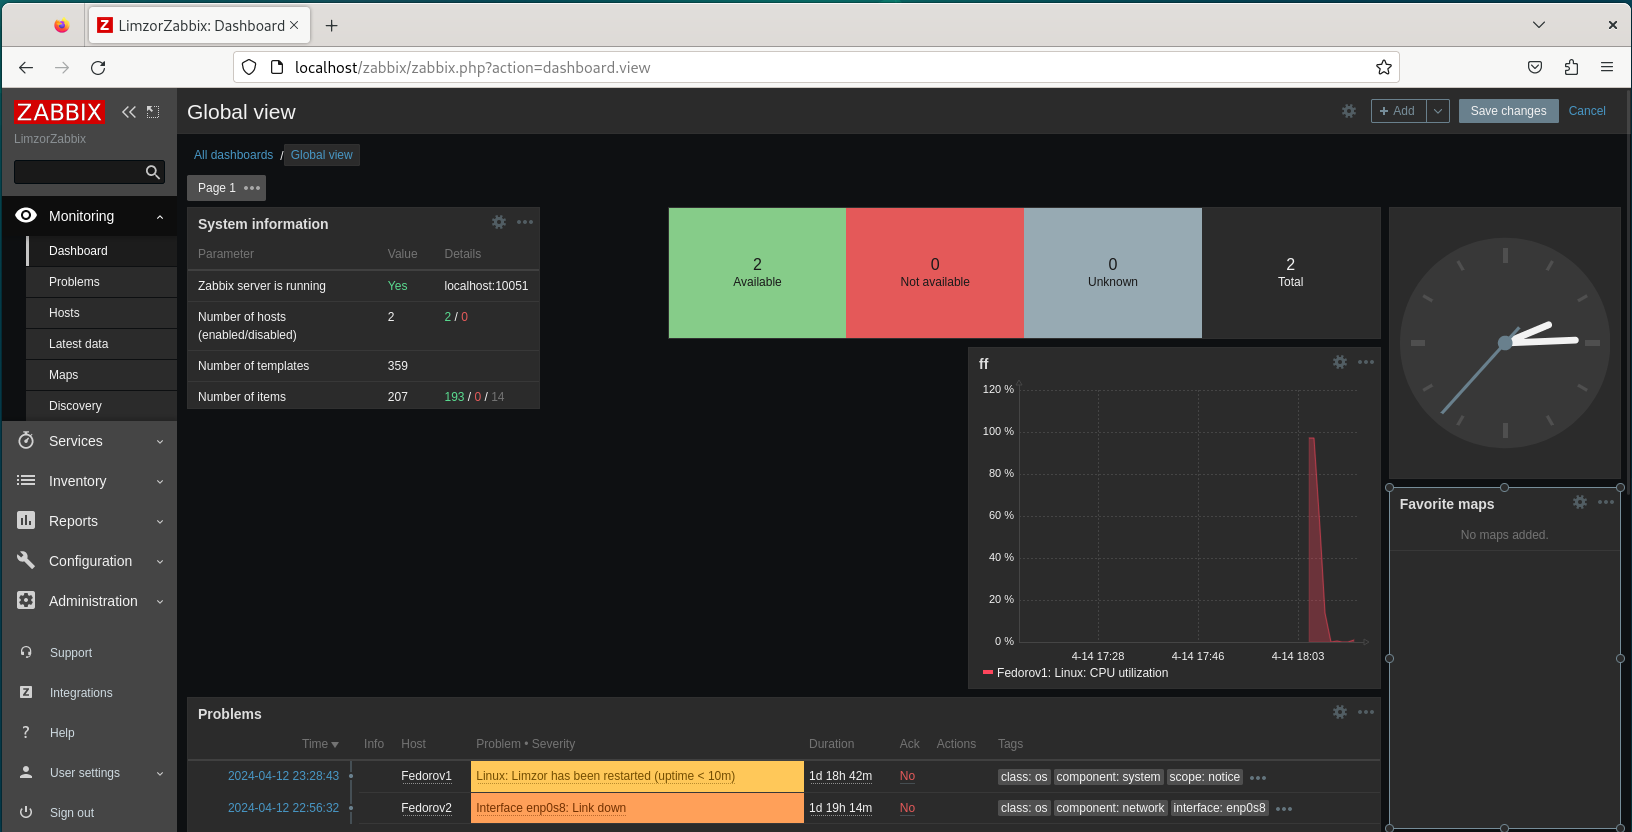 LimzorZabbix: Dashboard
localhost/zabbix/zabbix.php?action=dashboard.view
ZABBIX
LimzorZabbix
Monitoring
Dashboard
Problems
Hosts
Latest data
Maps
Discovery
Services
Inventory
Reports
Configuration
Administration
Support
Integrations
Help
User settings
Sign out
Global view
+ Add
Save changes
Cancel
All dashboards / Global view
Page 1 •••
System information
Parameter Value Details
Zabbix server is running Yes localhost:10051
Number of hosts (enabled/disabled) 2 2 / 0
Number of templates 359
Number of items 207 193 / 0 / 14
2
Available
0
Not available
0
Unknown
2
Total
ff
120 %
100 %
80 %
60 %
40 %
20 %
0 %
4-14 17:28 4-14 17:46 4-14 18:03
Fedorov1: Linux: CPU utilization
Favorite maps
No maps added.
Problems
Time Info Host Problem • Severity Duration Ack Actions Tags
2024-04-12 23:28:43 Fedorov1 Linux: Limzor has been restarted (uptime < 10m) 1d 18h 42m No class: os component: system scope: notice •••
2024-04-12 22:56:32 Fedorov2 Interface enp0s8: Link down 1d 19h 14m No class: os component: network interface: enp0s8 •••